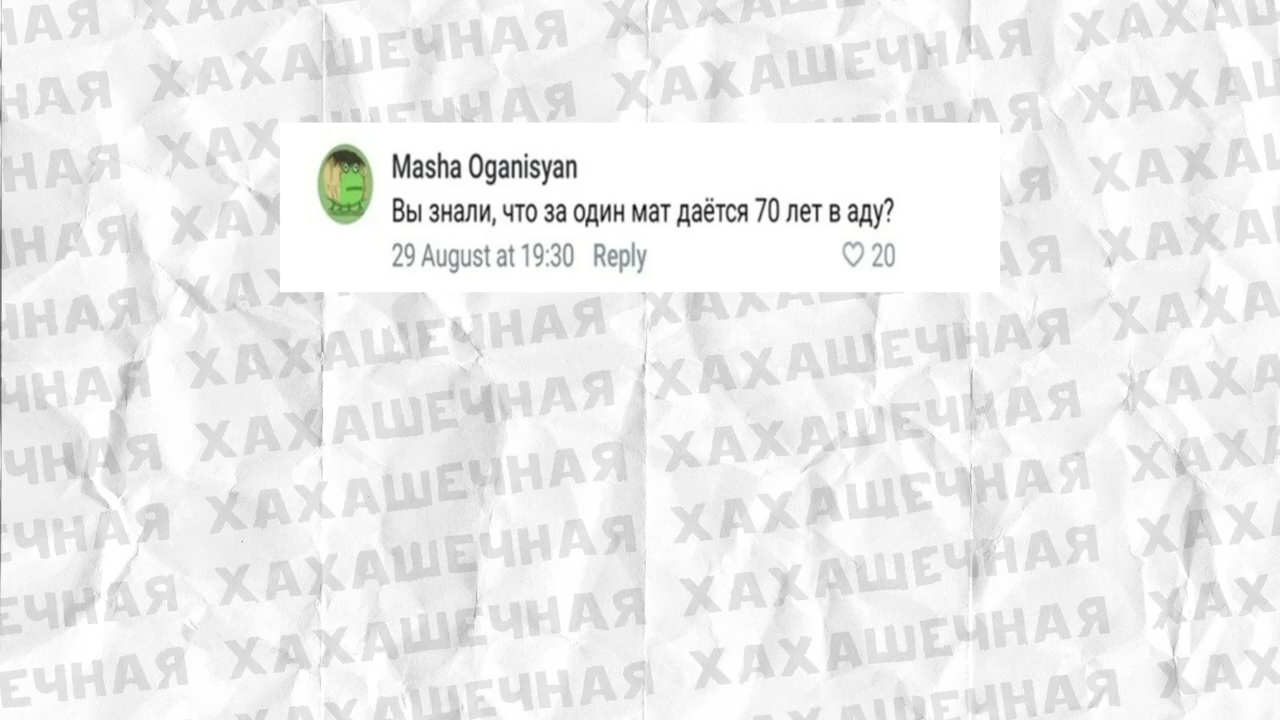 ХАХАШЕЧНАЯ
Masha Oganisyan
Вы знали, что за один мат даётся 70 лет в аду?
29 August at 19:30 Reply 20